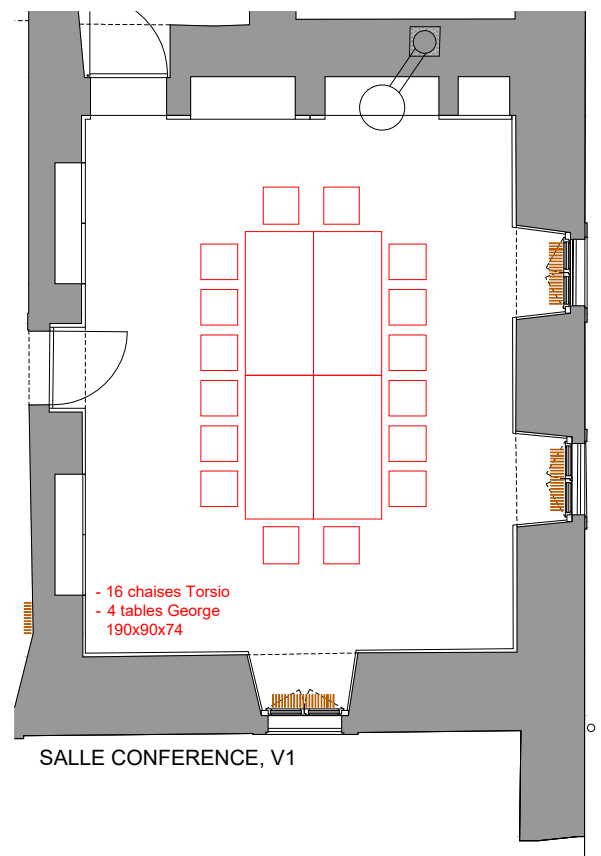 - 16 chaises Torsio
- 4 tables George
190x90x74
SALLE CONFERENCE, V1